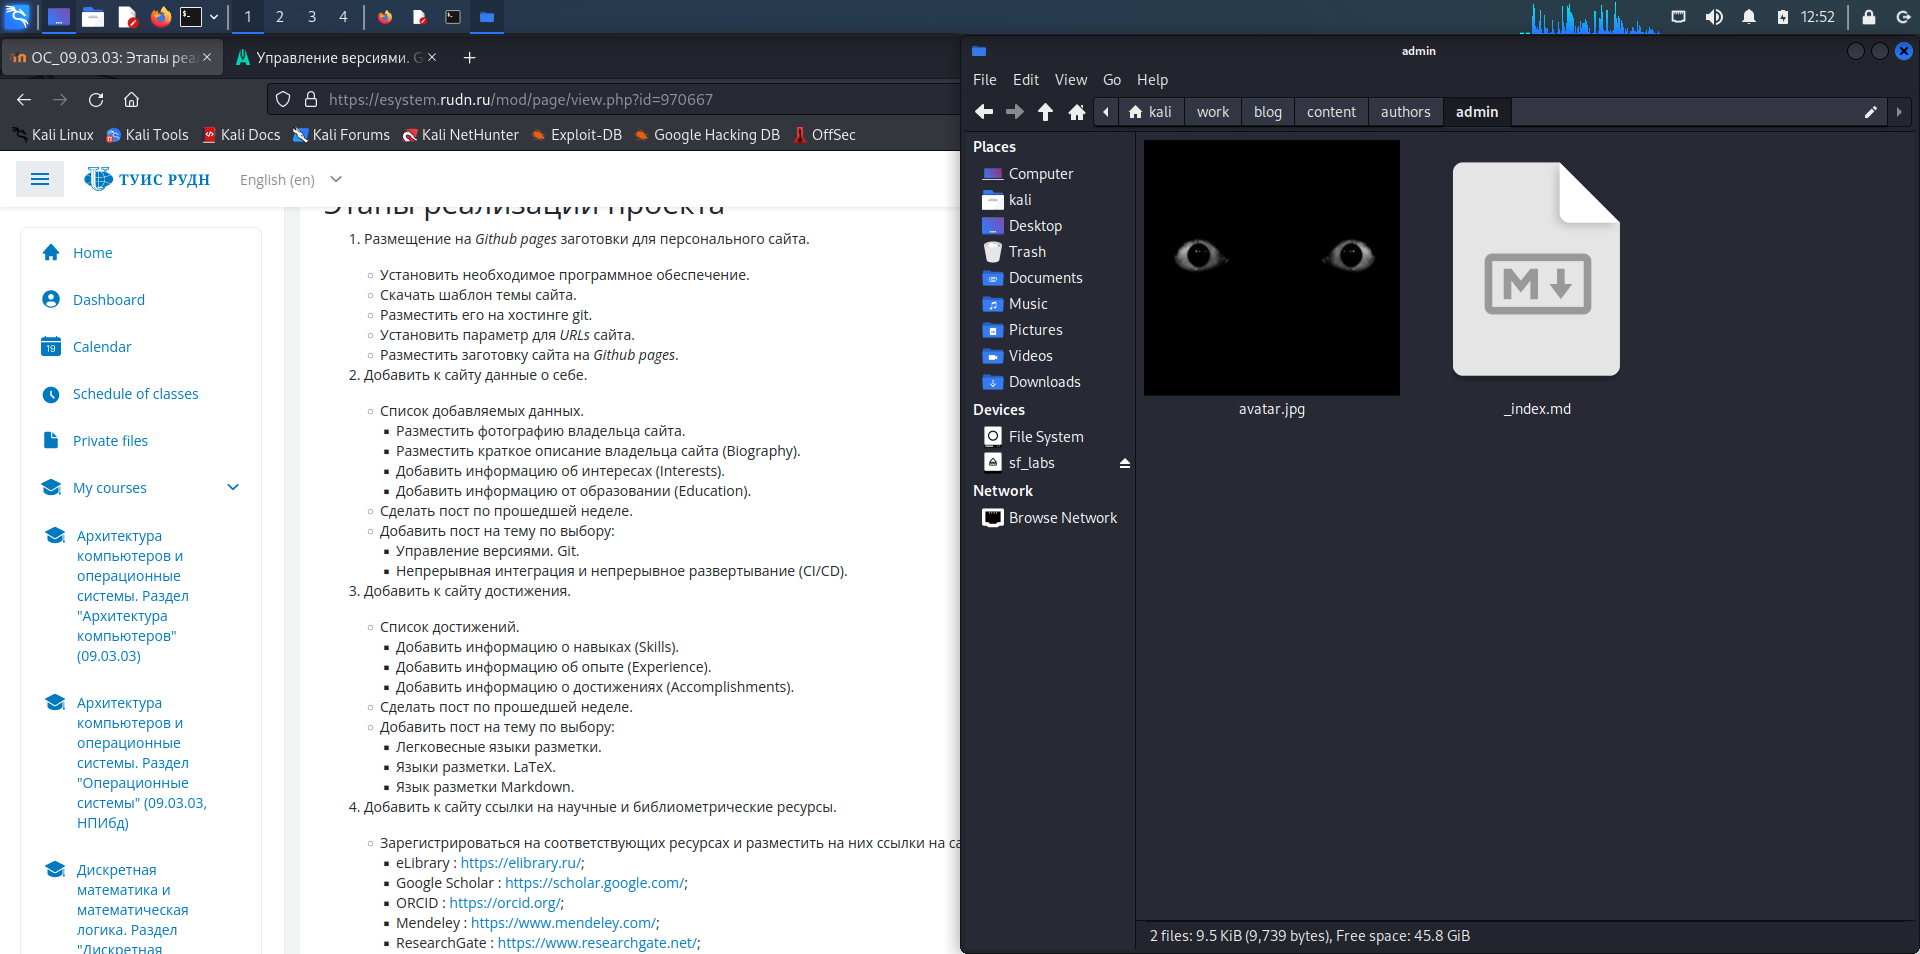 1
2
3
4
12:52
ОС_09.03.03: Этапы реа
Управление версиями. G
https://esystem.rudn.ru/mod/page/view.php?id=970667
Kali Linux
Kali Tools
Kali Docs
Kali Forums
Kali NetHunter
Exploit-DB
Google Hacking DB
OffSec
ТУИС РУДН
English (en)
Home
Dashboard
19
Calendar
Schedule of classes
Private files
My courses
Архитектура
компьютеров и
операционные
системы. Раздел
"Архитектура
компьютеров"
(09.03.03)
Архитектура
компьютеров и
операционные
системы. Раздел
"Операционные
системы" (09.03.03,
НПИбд)
Дискретная
математика и
математическая
логика. Раздел
"Дискретная
Этапы реализации проекта
1. Размещение на Github pages заготовки для персонального сайта.
Установить необходимое программное обеспечение.
Скачать шаблон темы сайта.
Разместить его на хостинге git.
Установить параметр для URLs сайта.
Разместить заготовку сайта на Github pages.
2. Добавить к сайту данные о себе.
Список добавляемых данных.
Разместить фотографию владельца сайта.
Разместить краткое описание владельца сайта (Biography).
Добавить информацию об интересах (Interests).
Добавить информацию от образовании (Education).
Сделать пост по прошедшей неделе.
Добавить пост на тему по выбору:
Управление версиями. Git.
Непрерывная интеграция и непрерывное развертывание (CI/CD).
3. Добавить к сайту достижения.
Список достижений.
Добавить информацию о навыках (Skills).
Добавить информацию об опыте (Experience).
Добавить информацию о достижениях (Accomplishments).
Сделать пост по прошедшей неделе.
Добавить пост на тему по выбору:
Легковесные языки разметки.
Языки разметки. LaTeX.
Язык разметки Markdown.
4. Добавить к сайту ссылки на научные и библиометрические ресурсы.
Зарегистрироваться на соответствующих ресурсах и разместить на них ссылки на са
eLibrary : https://elibrary.ru/;
Google Scholar : https://scholar.google.com/;
ORCID : https://orcid.org/;
Mendeley : https://www.mendeley.com/;
ResearchGate : https://www.researchgate.net/;
admin
File Edit View Go Help
kali
work
blog
content
authors
admin
Places
Computer
kali
Desktop
Trash
Documents
Music
Pictures
Videos
Downloads
Devices
File System
sf_labs
Network
Browse Network
M
avatar.jpg
_index.md
2 files: 9.5 KiB (9,739 bytes), Free space: 45.8 GiB